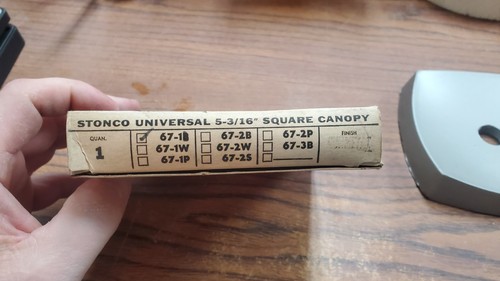 STONCO UNIVERSAL 5-3/16" SQUARE CANOPY
QUAN. 67-1B 67-2B 67-2P FINISH
1 67-1W 67-2W 67-3B
67-1P 67-2S